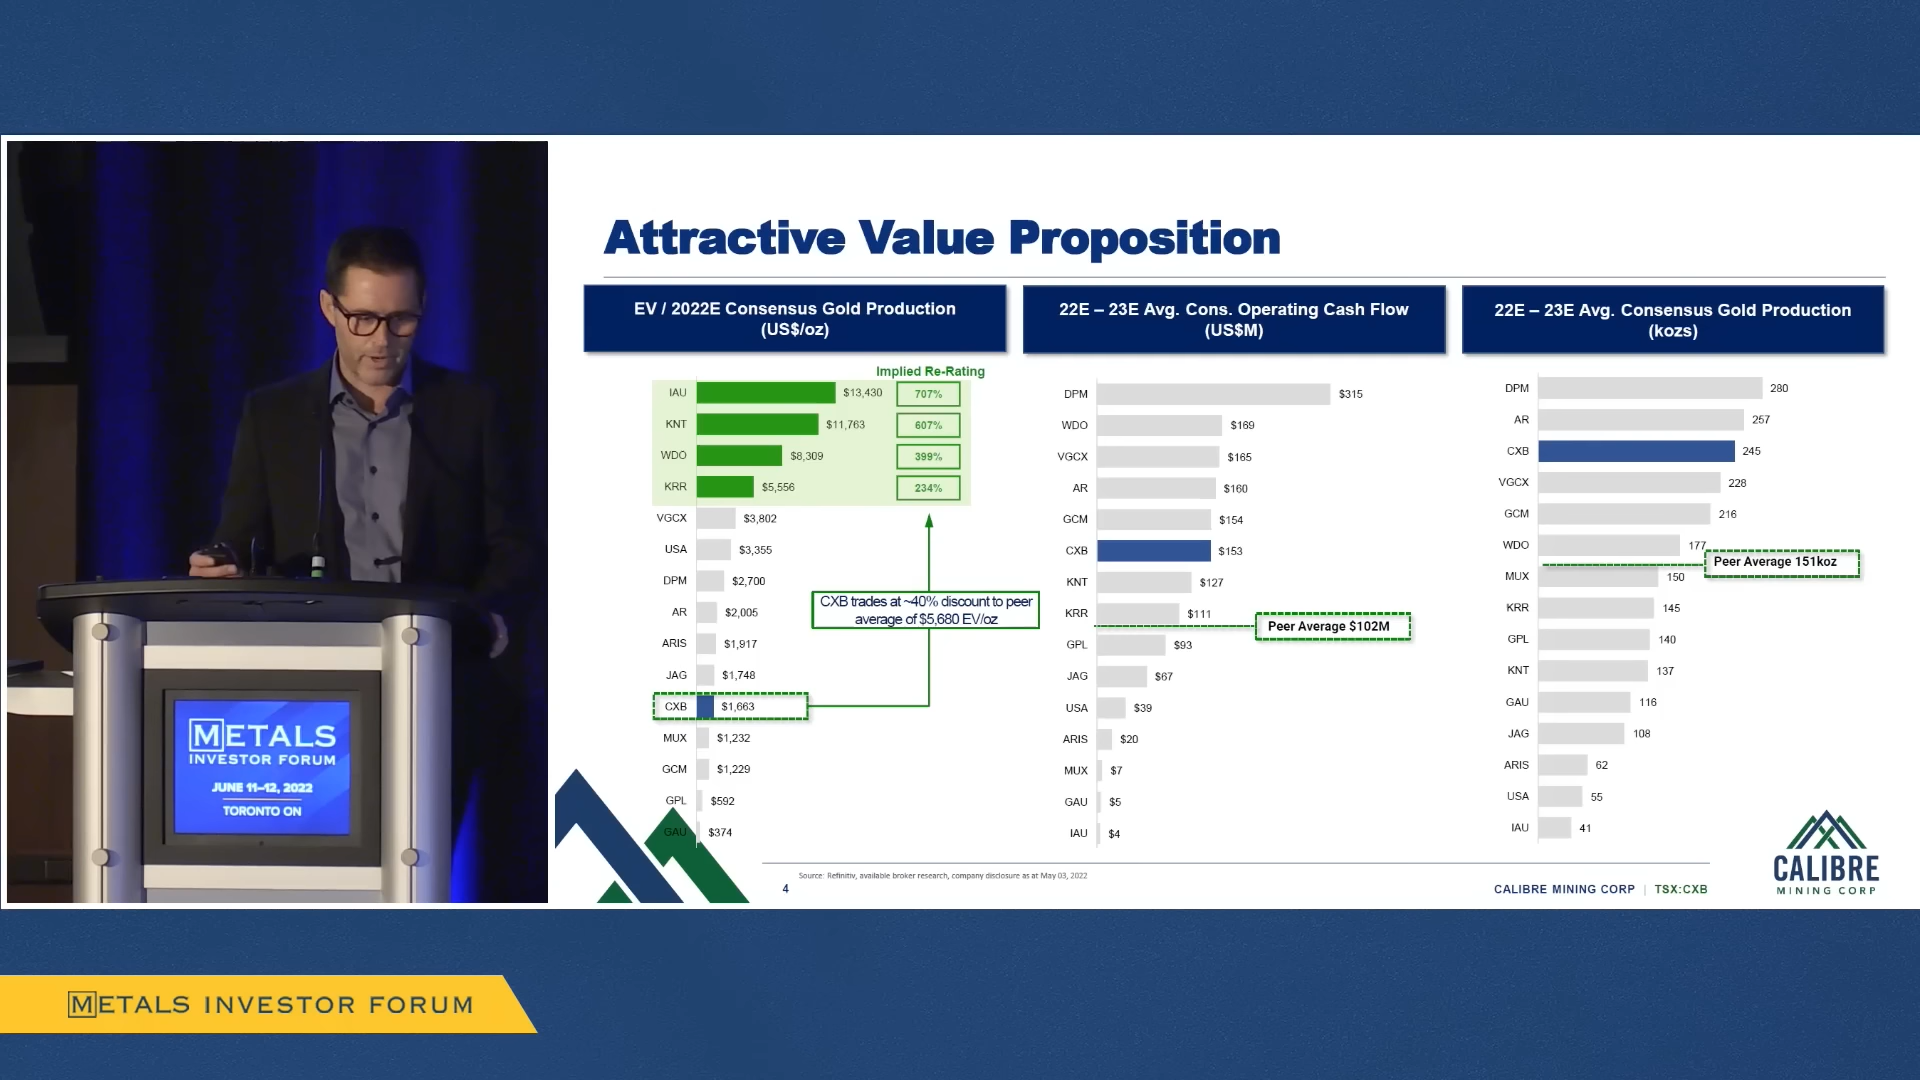 Attractive Value Proposition
EV / 2022E Consensus Gold Production
(US$/oz)
Implied Re-Rating
IAU $13,430 707%
KNT $11,763 607%
WDO $8,309 399%
KRR $5,556 234%
VGCX $3,802
USA $3,355
DPM $2,700
AR $2,005
ARIS $1,917
JAG $1,748
CXB $1,663
MUX $1,232
GCM $1,229
GPL $592
GAU $374
CXB trades at ~40% discount to peer
average of $5,680 EV/oz
22E – 23E Avg. Cons. Operating Cash Flow
(US$M)
DPM $315
WDO $169
VGCX $165
AR $160
GCM $154
CXB $153
KNT $127
KRR $111
Peer Average $102M
GPL $93
JAG $67
USA $39
ARIS $20
MUX $7
GAU $5
IAU $4
22E – 23E Avg. Consensus Gold Production
(kozs)
DPM 280
AR 257
CXB 245
VGCX 228
GCM 216
WDO 177
Peer Average 151koz
MUX 150
KRR 145
GPL 140
KNT 137
GAU 116
JAG 108
ARIS 62
USA 55
IAU 41
Source: Refinitiv, available broker research, company disclosure as at May 03, 2022
4
CALIBRE MINING CORP | TSX:CXB
CALIBRE
MINING CORP
METALS
INVESTOR FORUM
JUNE 11–12, 2022
TORONTO ON
METALS INVESTOR FORUM